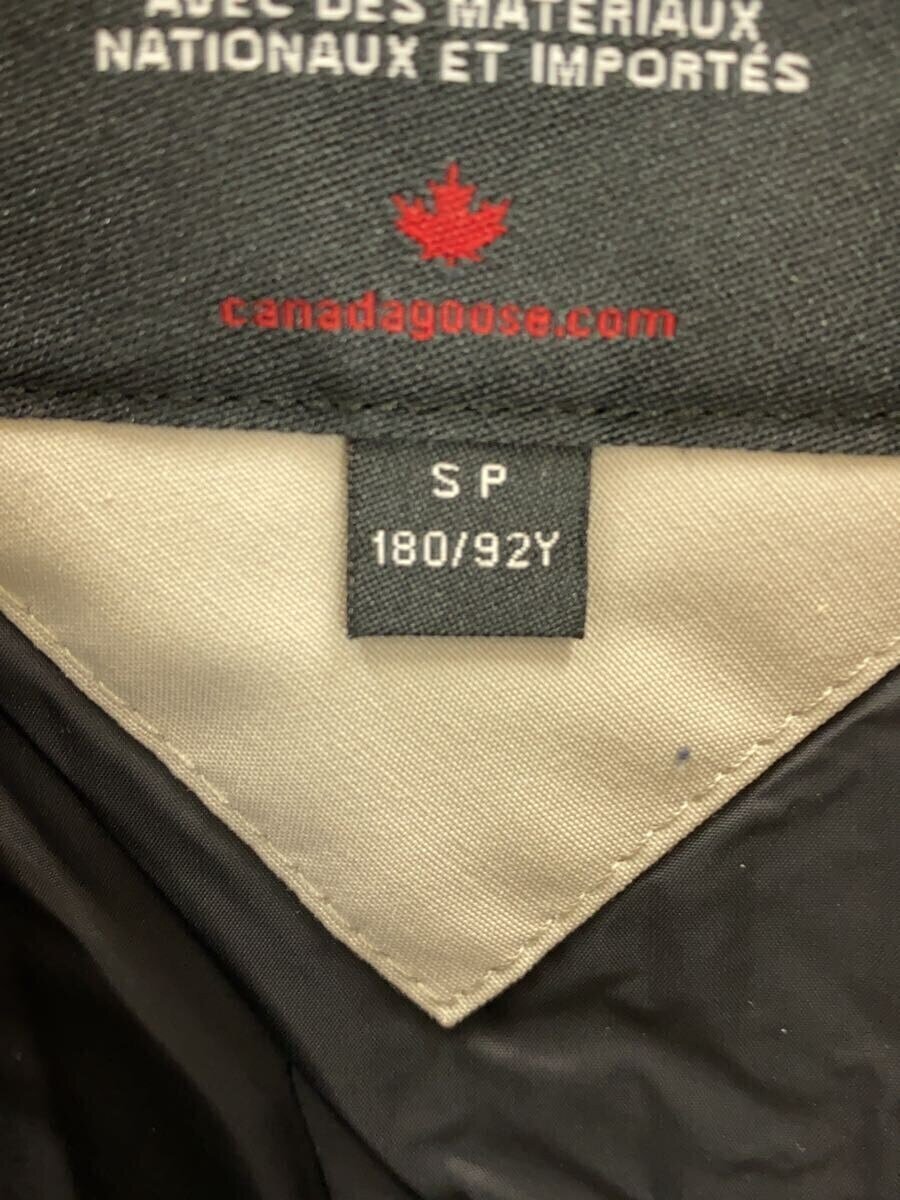 AVEC DES MATÉRIAUX
NATIONAUX ET IMPORTÉS
canadagoose.com
S P
180/92Y